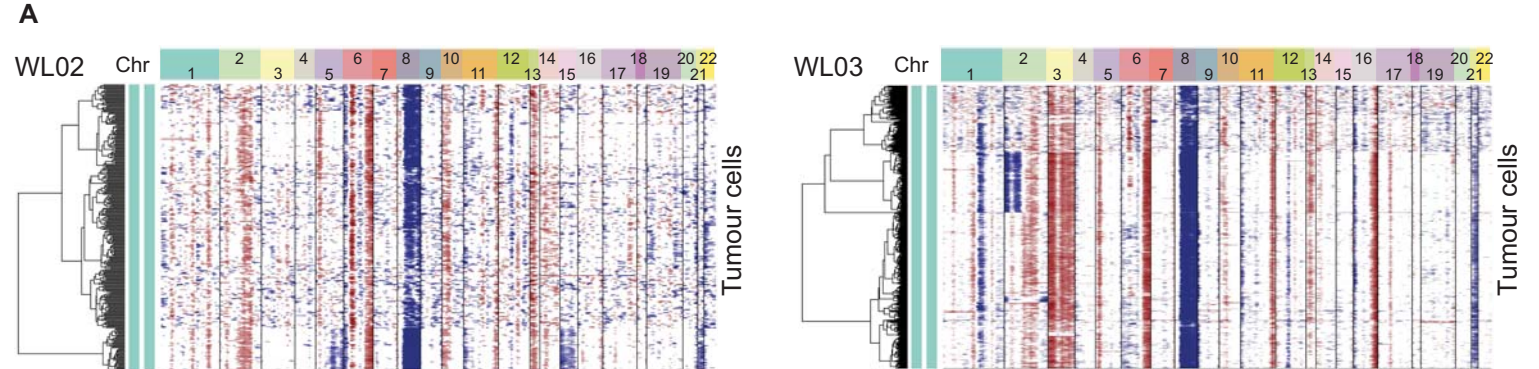 A
WL02 Chr 1 2 3 4 5 6 7 8 9 10 11 12 13 14 15 16 17 18 19 20 21 22
Tumour cells
WL03 Chr 1 2 3 4 5 6 7 8 9 10 11 12 13 14 15 16 17 18 19 20 21 22
Tumour cells